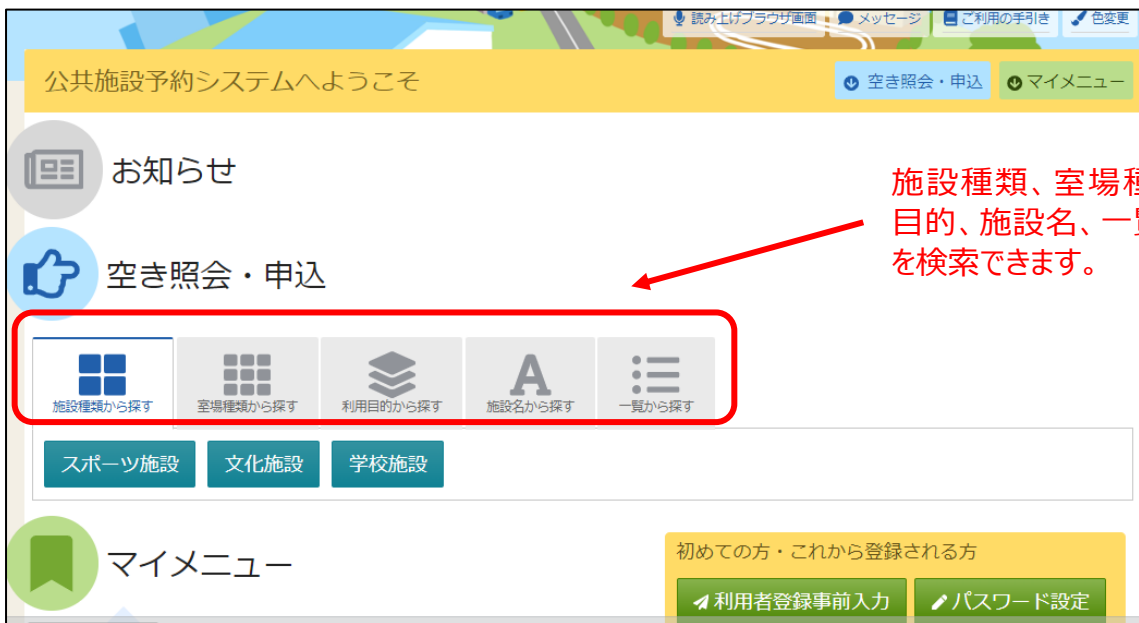 読み上げブラウザ画面 メッセージ ご利用の手引き 色変更
公共施設予約システムへようこそ
空き照会・申込 マイメニュー
お知らせ
施設種類、室場種
目的、施設名、一覧
を検索できます。
空き照会・申込
施設種類から探す 室場種類から探す 利用目的から探す 施設名から探す 一覧から探す
スポーツ施設 文化施設 学校施設
マイメニュー
初めての方・これから登録される方
利用者登録事前入力 パスワード設定